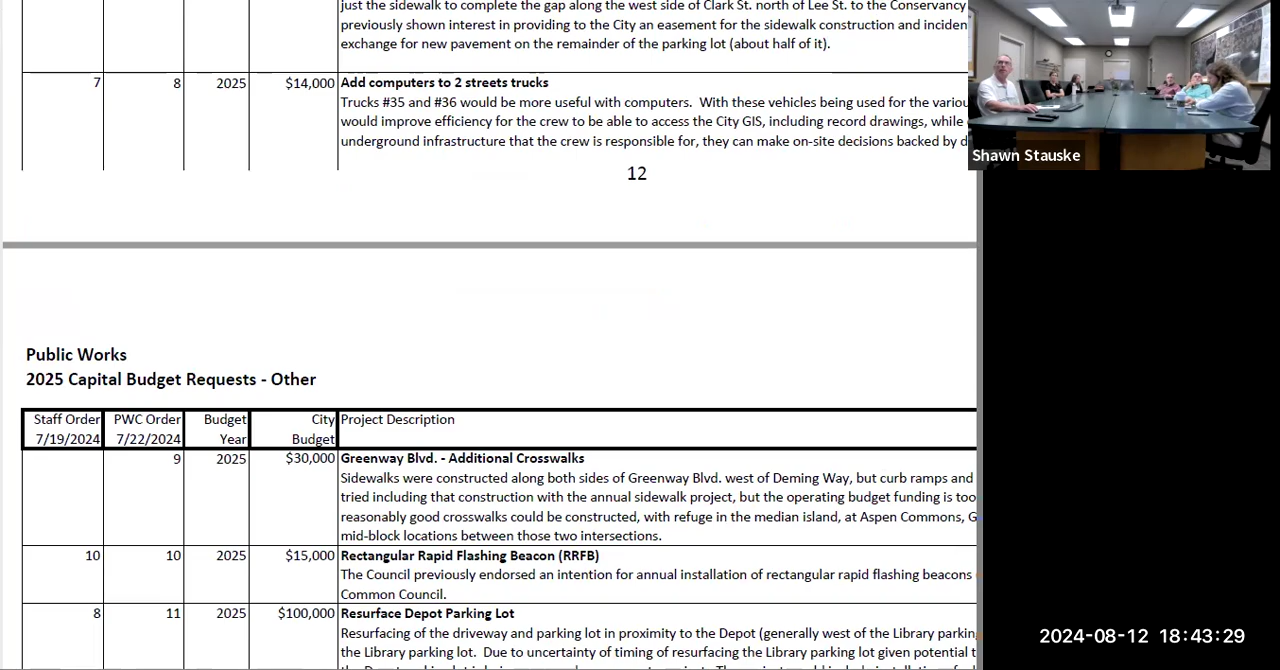 just the sidewalk to complete the gap along the west side of Clark St. north of Lee St. to the Conservancy
previously shown interest in providing to the City an easement for the sidewalk construction and inciden
exchange for new pavement on the remainder of the parking lot (about half of it).
7 8 2025 $14,000 Add computers to 2 streets trucks
Trucks #35 and #36 would be more useful with computers. With these vehicles being used for the variou
would improve efficiency for the crew to be able to access the City GIS, including record drawings, while
underground infrastructure that the crew is responsible for, they can make on-site decisions backed by d
12
Shawn Stauske
Public Works
2025 Capital Budget Requests - Other
Staff Order PWC Order Budget City Project Description
7/19/2024 7/22/2024 Year Budget
9 2025 $30,000 Greenway Blvd. - Additional Crosswalks
Sidewalks were constructed along both sides of Greenway Blvd. west of Deming Way, but curb ramps and
tried including that construction with the annual sidewalk project, but the operating budget funding is too
reasonably good crosswalks could be constructed, with refuge in the median island, at Aspen Commons, G
mid-block locations between those two intersections.
10 10 2025 $15,000 Rectangular Rapid Flashing Beacon (RRFB)
The Council previously endorsed an intention for annual installation of rectangular rapid flashing beacons
Common Council.
8 11 2025 $100,000 Resurface Depot Parking Lot
Resurfacing of the driveway and parking lot in proximity to the Depot (generally west of the Library parkin
the Library parking lot. Due to uncertainty of timing of resurfacing the Library parking lot given potential t
2024-08-12 18:43:29